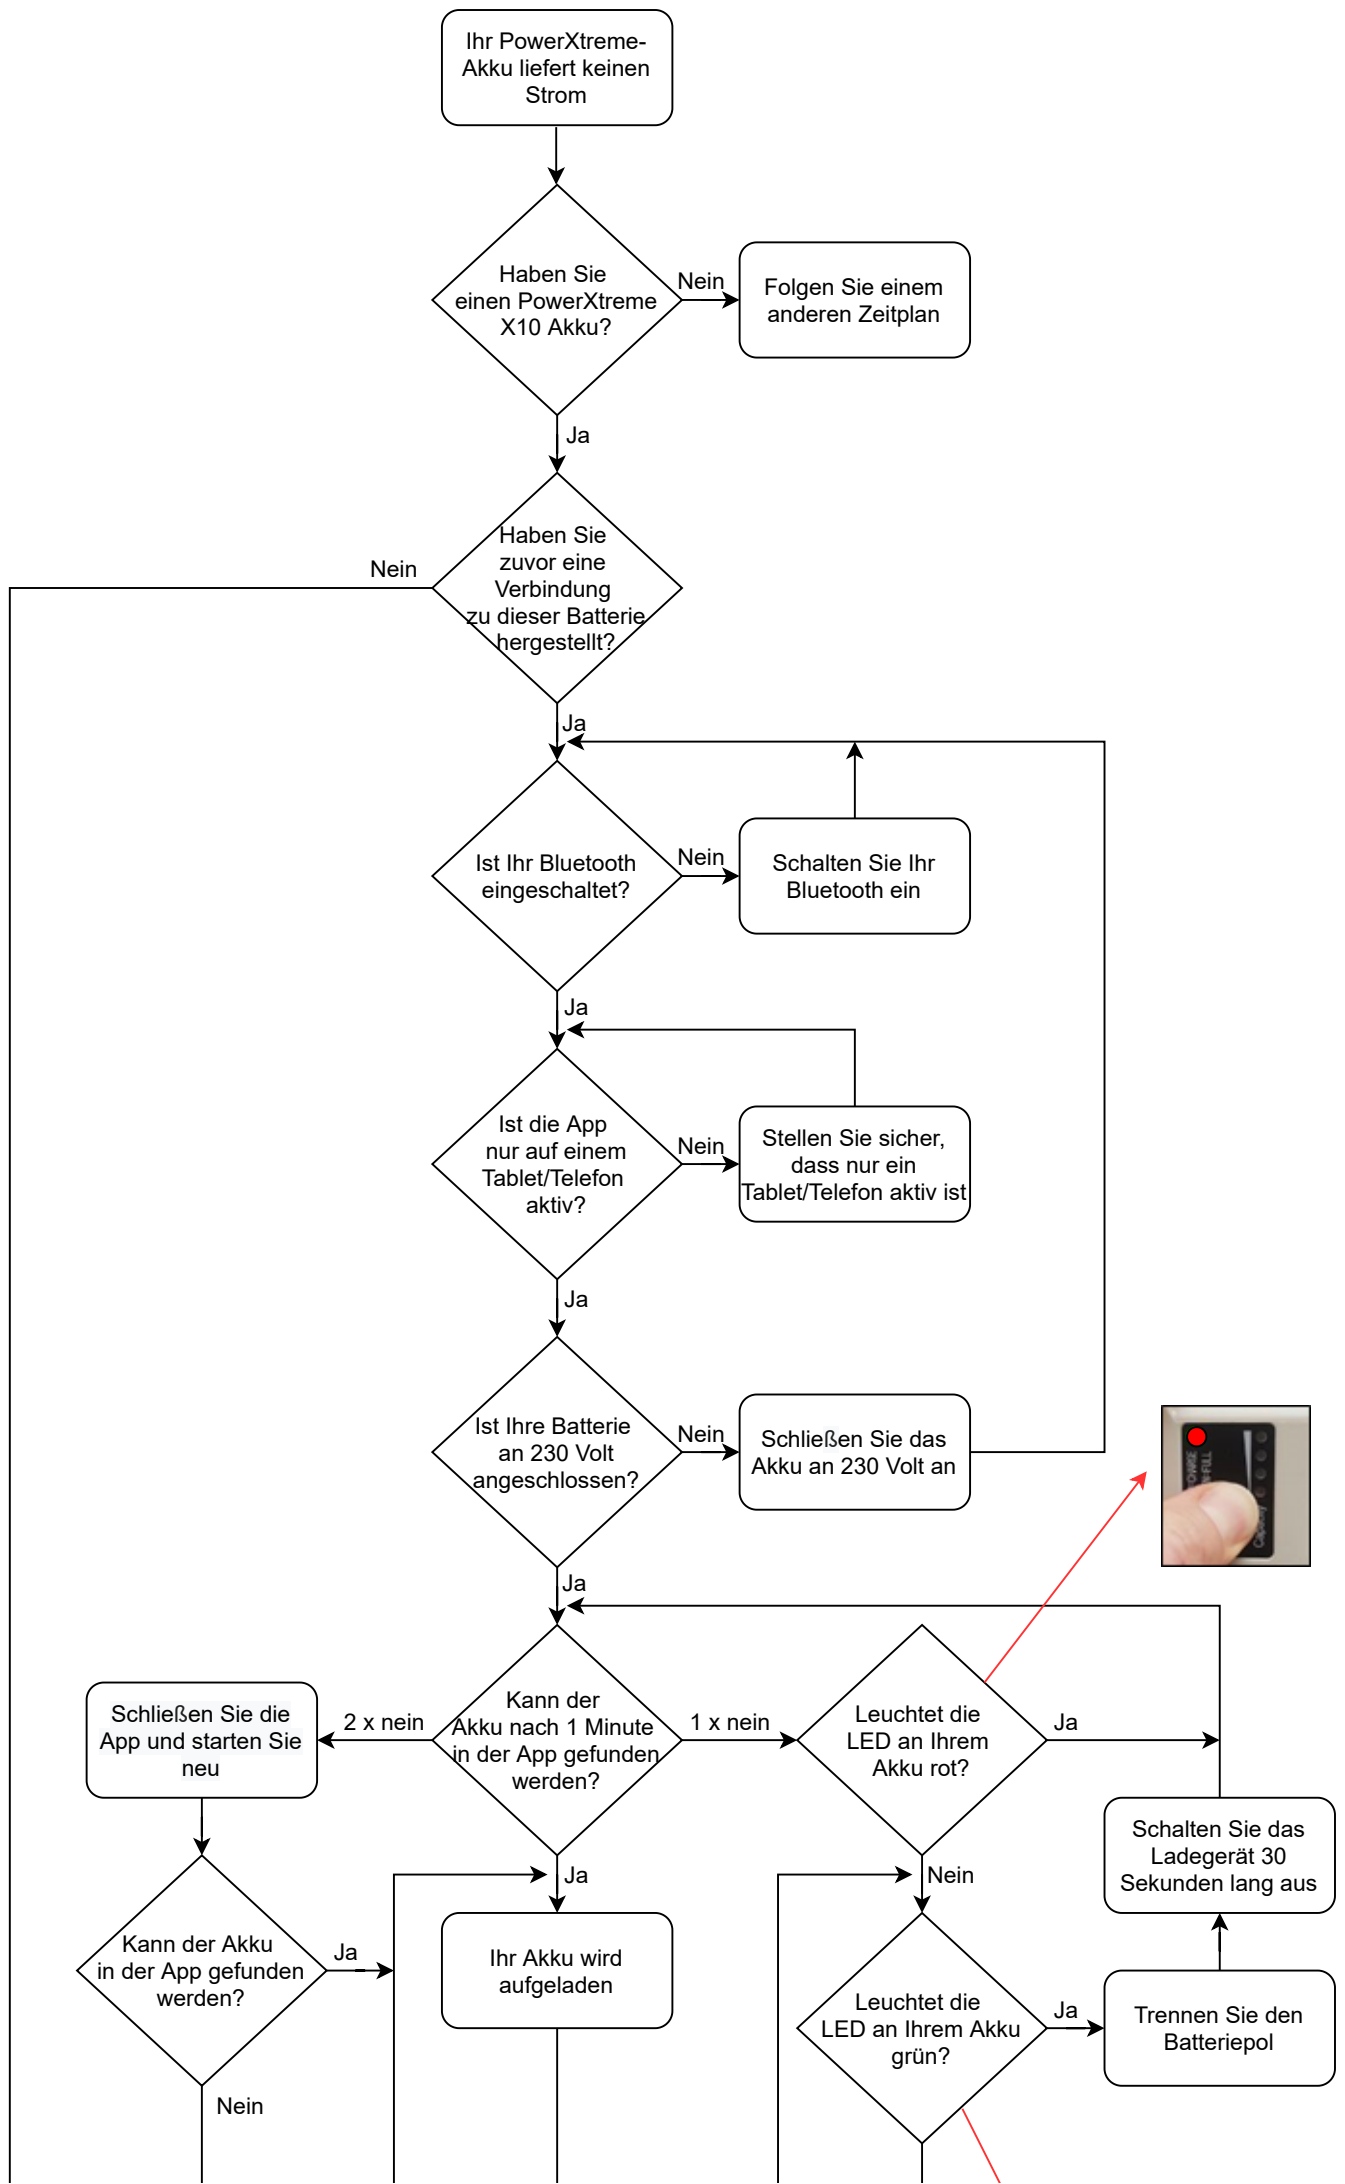 Ihr PowerXtreme-
Akku liefert keinen
Strom
Haben Sie
einen PowerXtreme
X10 Akku?
Nein
Folgen Sie einem
anderen Zeitplan
Ja
Haben Sie
zuvor eine
Verbindung
zu dieser Batterie
hergestellt?
Nein
Ja
Ist Ihr Bluetooth
eingeschaltet?
Nein
Schalten Sie Ihr
Bluetooth ein
Ja
Ist die App
nur auf einem
Tablet/Telefon
aktiv?
Nein
Stellen Sie sicher,
dass nur ein
Tablet/Telefon aktiv ist
Ja
Ist Ihre Batterie
an 230 Volt
angeschlossen?
Nein
Schließen Sie das
Akku an 230 Volt an
Capacity
Ja
Schließen Sie die
App und starten Sie
neu
2 x nein
Kann der
Akku nach 1 Minute
in der App gefunden
werden?
1 x nein
Leuchtet die
LED an Ihrem
Akku rot?
Ja
Schalten Sie das
Ladegerät 30
Sekunden lang aus
Ja
Nein
Kann der Akku
in der App gefunden
werden?
Ja
Ihr Akku wird
aufgeladen
Leuchtet die
LED an Ihrem Akku
grün?
Ja
Trennen Sie den
Batteriepol
Nein